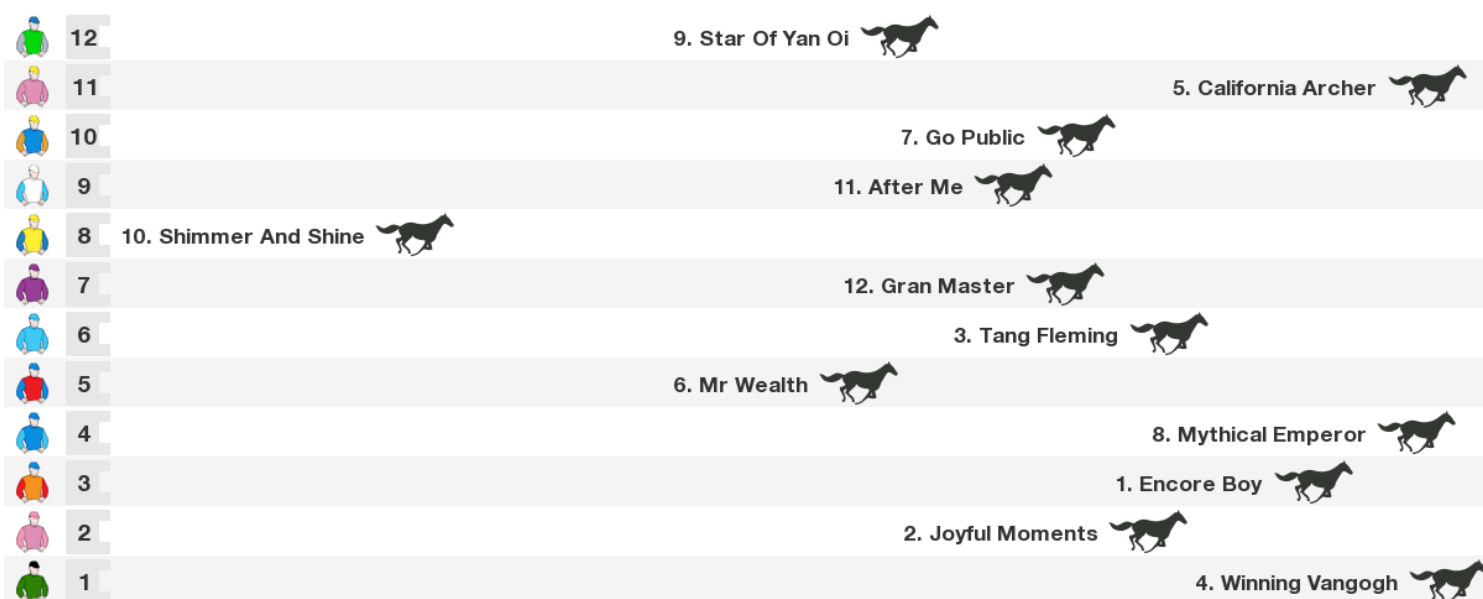 12 9. Star Of Yan Oi
11 5. California Archer
10 7. Go Public
9 11. After Me
8 10. Shimmer And Shine
7 12. Gran Master
6 3. Tang Fleming
5 6. Mr Wealth
4 8. Mythical Emperor
3 1. Encore Boy
2 2. Joyful Moments
1 4. Winning Vangogh